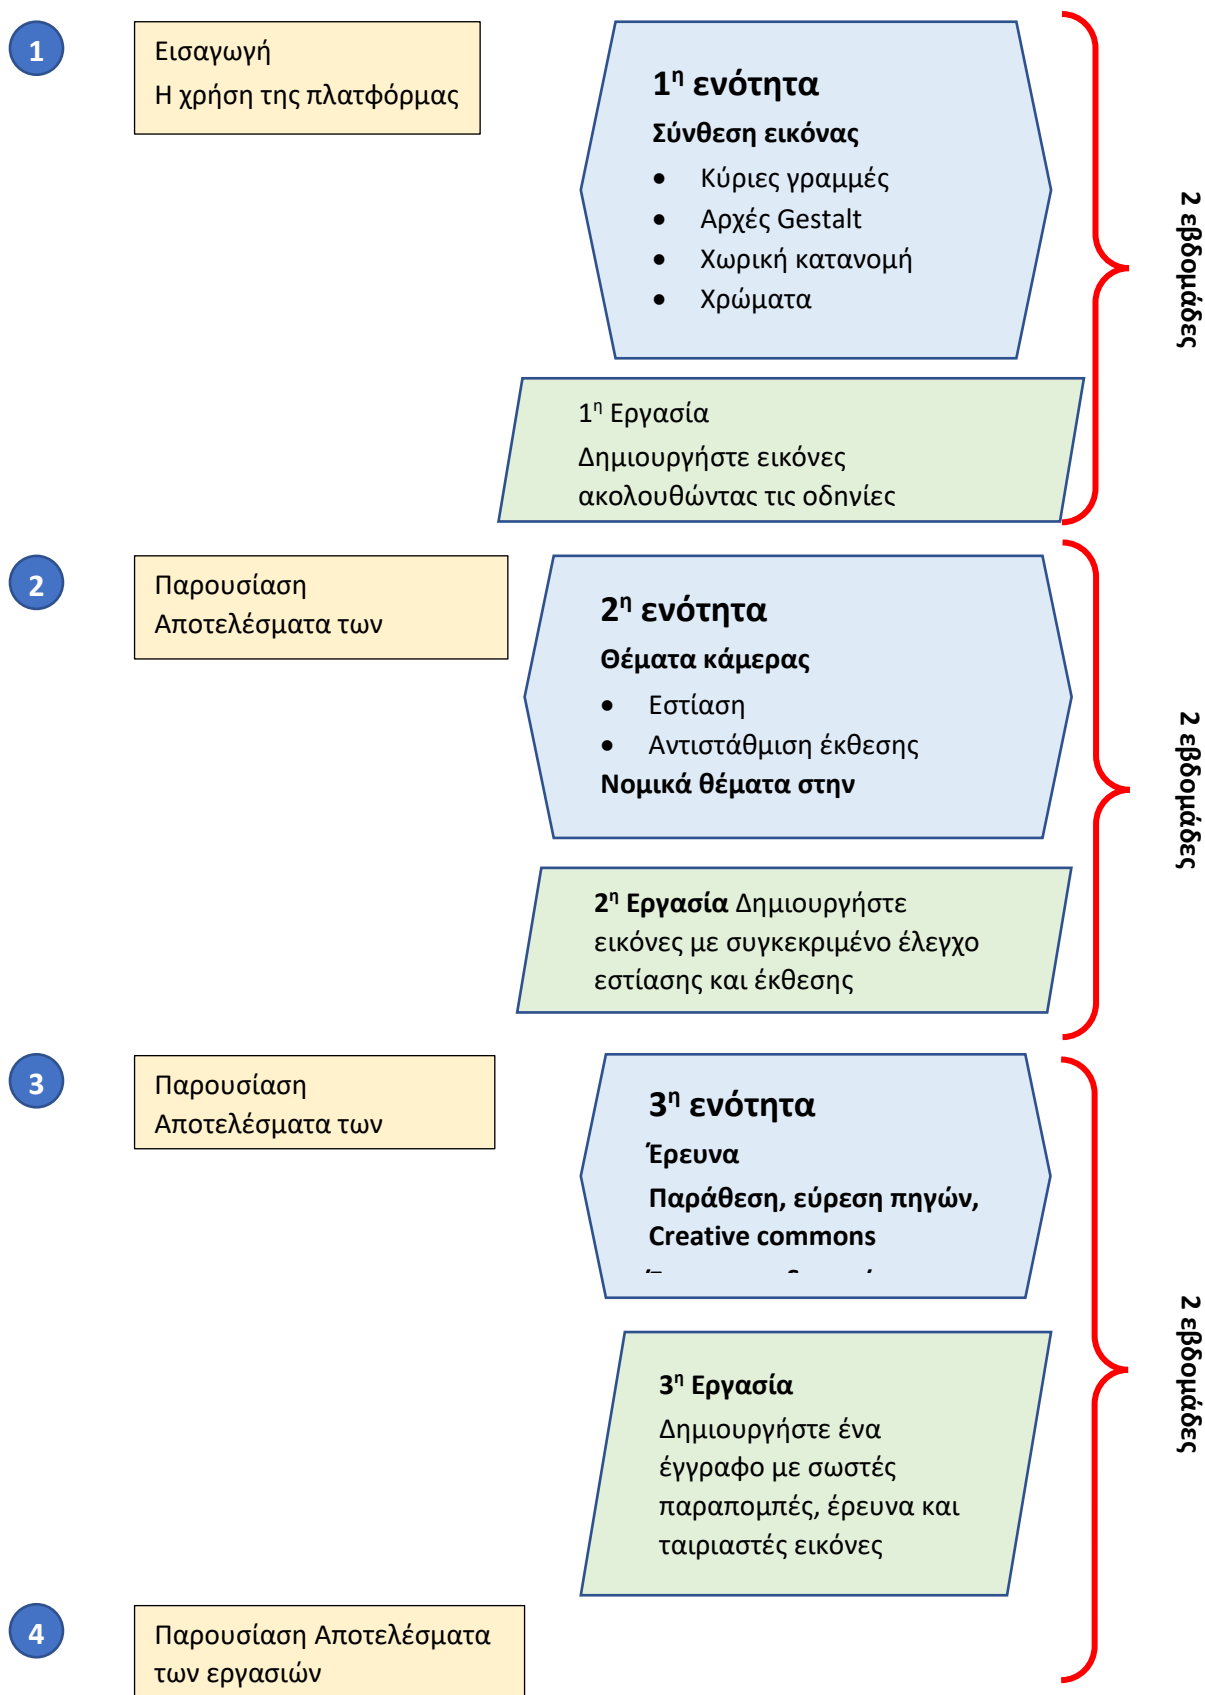 1
Εισαγωγή
Η χρήση της πλατφόρμας
1η ενότητα
Σύνθεση εικόνας
• Κύριες γραμμές
• Αρχές Gestalt
• Χωρική κατανομή
• Χρώματα
1η Εργασία
Δημιουργήστε εικόνες
ακολουθώντας τις οδηγίες
2 εβδομάδες
2
Παρουσίαση
Αποτελέσματα των
2η ενότητα
Θέματα κάμερας
• Εστίαση
• Αντιστάθμιση έκθεσης
Νομικά θέματα στην
2η Εργασία Δημιουργήστε
εικόνες με συγκεκριμένο έλεγχο
εστίασης και έκθεσης
2 εβδομάδες
3
Παρουσίαση
Αποτελέσματα των
3η ενότητα
Έρευνα
Παράθεση, εύρεση πηγών,
Creative commons
3η Εργασία
Δημιουργήστε ένα
έγγραφο με σωστές
παραπομπές, έρευνα και
ταιριαστές εικόνες
2 εβδομάδες
4
Παρουσίαση Αποτελέσματα
των εργασιών